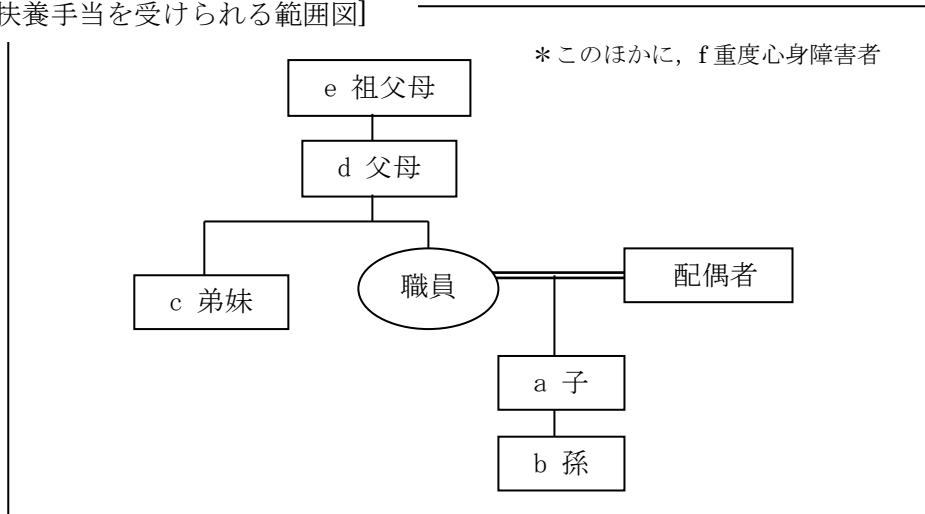 扶養手当を受けられる範囲図]
＊このほかに，f 重度心身障害者
e 祖父母
d 父母
c 弟妹
職員
配偶者
a 子
b 孫